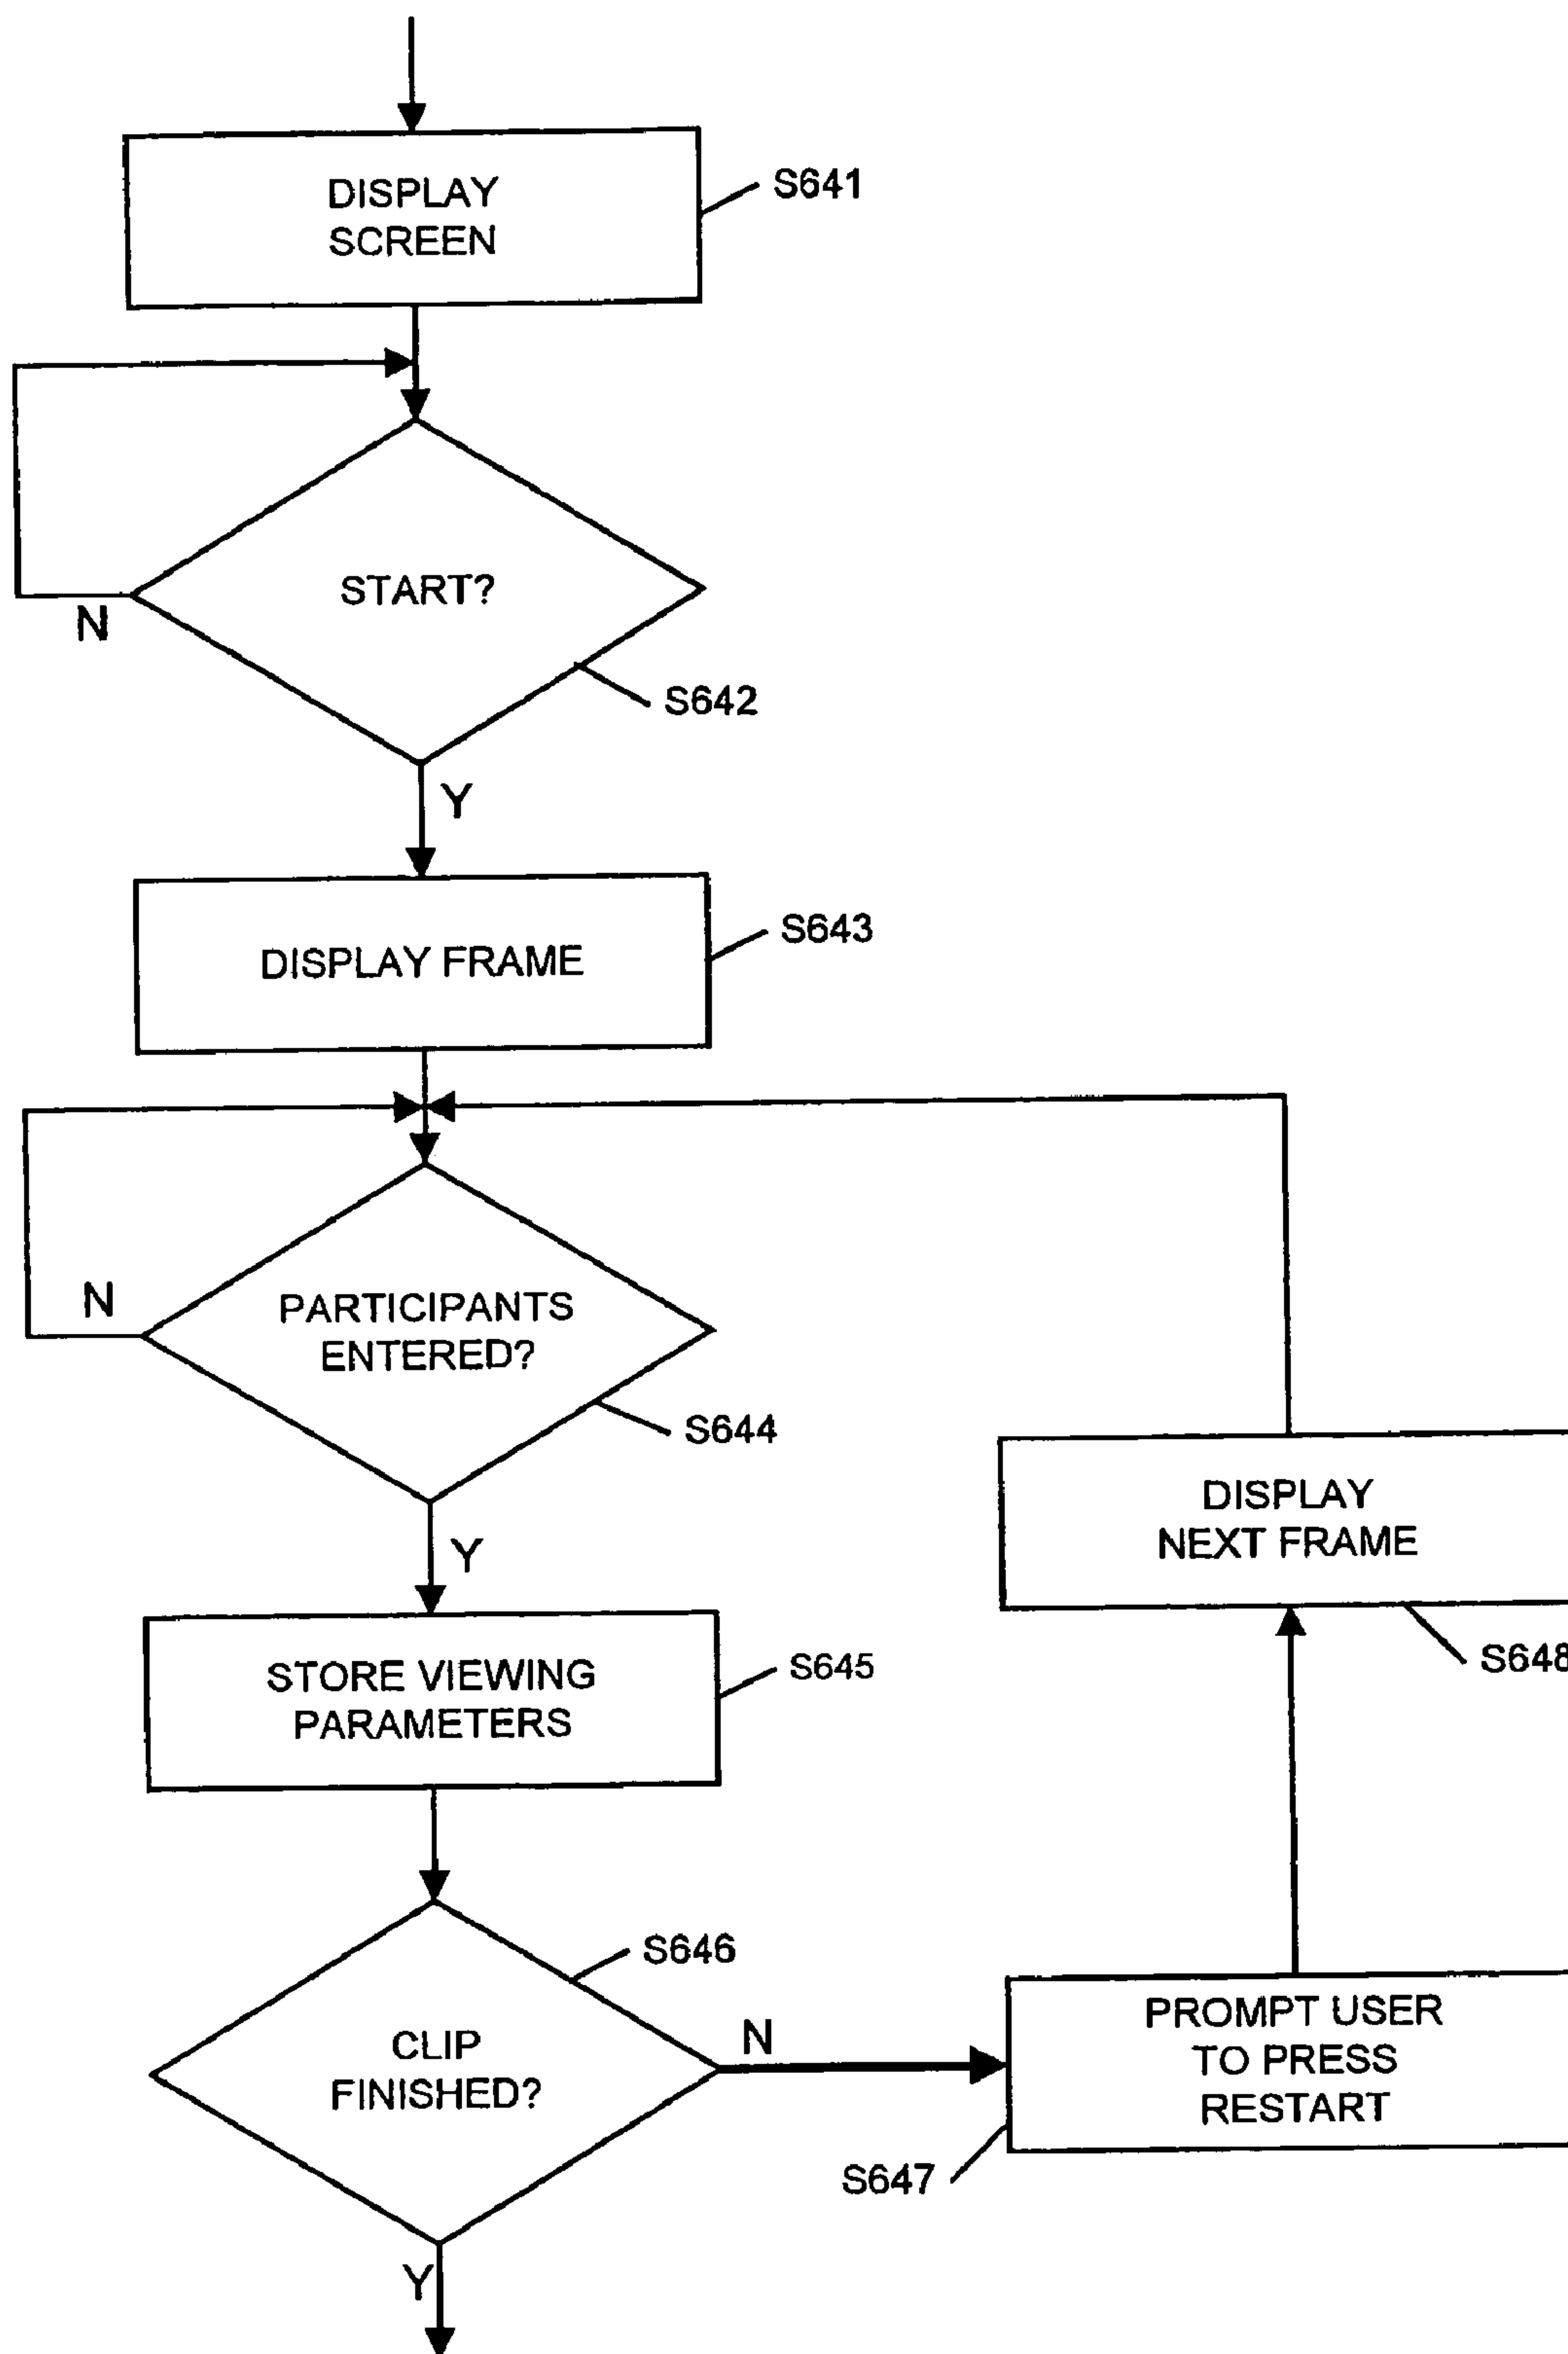 DISPLAY
SCREEN
S641
START?
N
S642
Y
DISPLAY FRAME
S643
PARTICIPANTS
ENTERED?
N
S644
Y
DISPLAY
NEXT FRAME
S648
STORE VIEWING
PARAMETERS
S645
S646
CLIP
FINISHED?
N
PROMPT USER
TO PRESS
RESTART
S647
Y